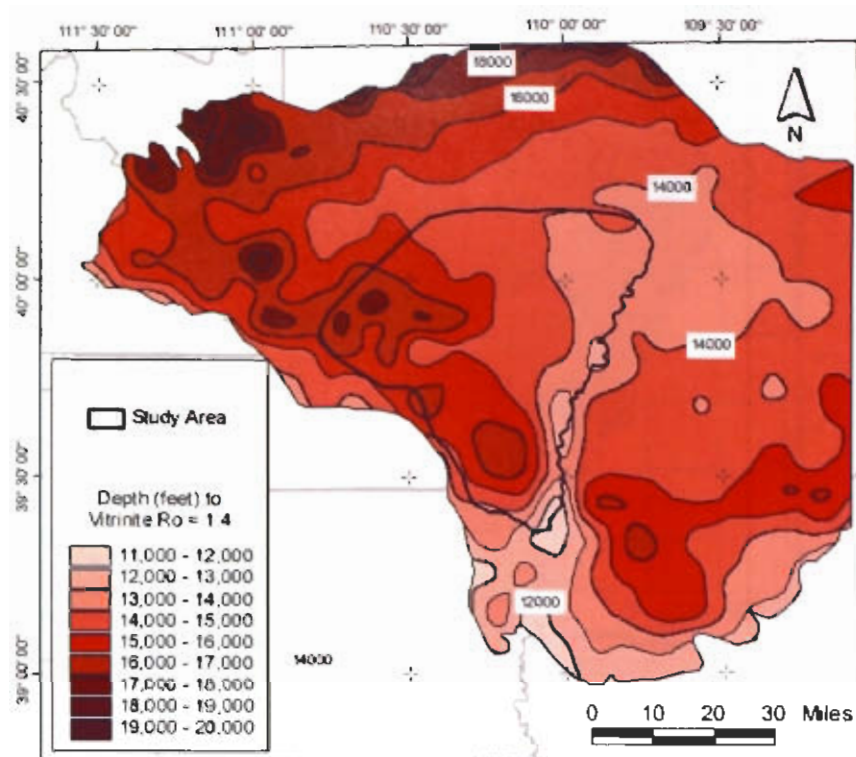 111° 30' 00"
111° 00' 00"
110° 30' 00"
110° 00' 00"
109° 30' 00"
40° 30' 00"
40° 00' 00"
39° 30' 00"
39° 00' 00"
18000
16000
14000
N
14000
12000
14000
Study Area
Depth (feet) to
Vitrinite Ro = 1.4
11,000 - 12,000
12,000 - 13,000
13,000 - 14,000
14,000 - 15,000
15,000 - 16,000
16,000 - 17,000
17,000 - 18,000
18,000 - 19,000
19,000 - 20,000
0 10 20 30 Miles